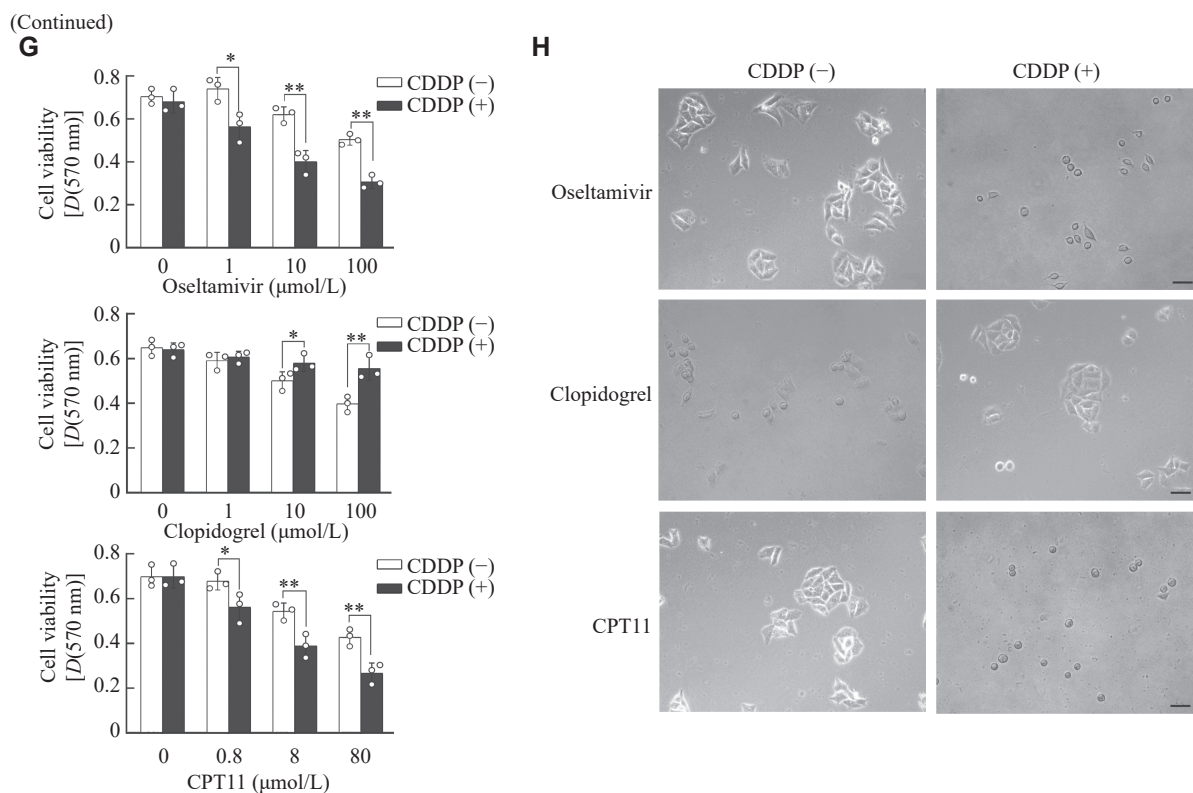 (Continued)
G
0.8
0.6
0.4
0.2
0
Cell viability
[D(570 nm)]
*
**
**
CDDP (−)
CDDP (+)
0 1 10 100
Oseltamivir (μmol/L)
0.8
0.6
0.4
0.2
0
Cell viability
[D(570 nm)]
*
**
CDDP (−)
CDDP (+)
0 1 10 100
Clopidogrel (μmol/L)
0.8
0.6
0.4
0.2
0
Cell viability
[D(570 nm)]
*
**
**
CDDP (−)
CDDP (+)
0 0.8 8 80
CPT11 (μmol/L)
H
CDDP (−) CDDP (+)
Oseltamivir
Clopidogrel
CPT11